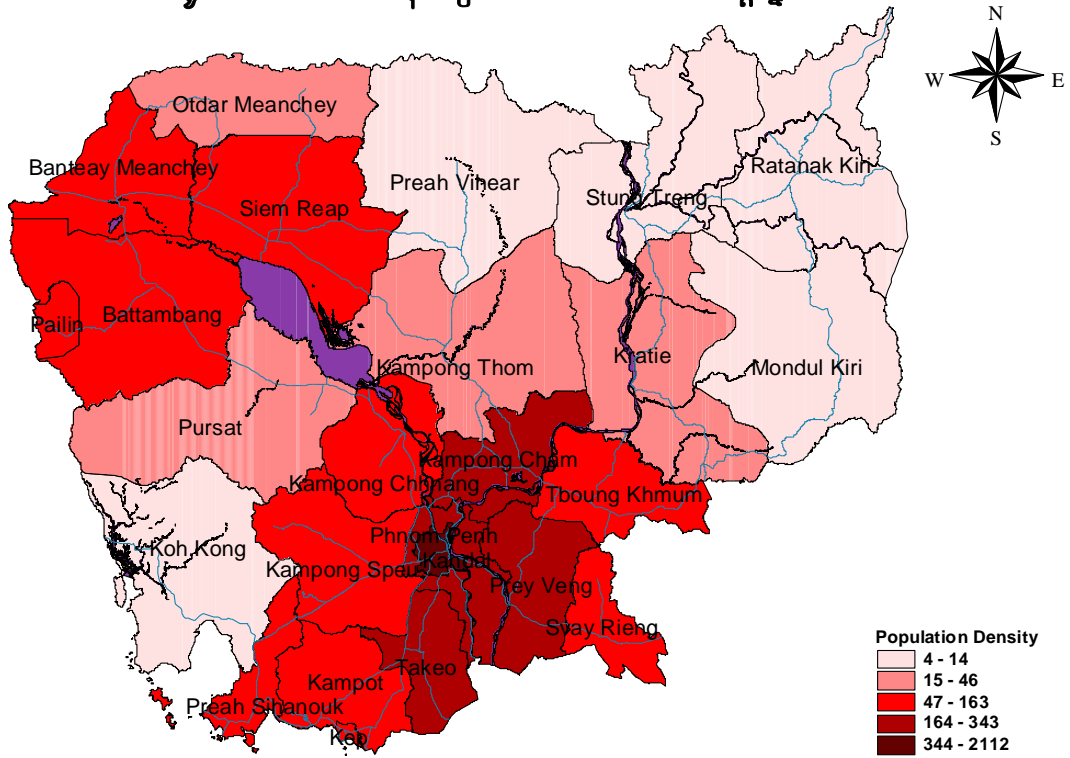 N
W E
S
Otdar Meanchey
Banteay Meanchey
Preah Vihear
Stung Treng
Ratanak Kiri
Siem Reap
Pailin
Battambang
Kampong Thom
Kratie
Mondul Kiri
Pursat
Kampong Cham
Kampong Chhnang
Tboung Khmum
Phnom Penh
Koh Kong
Kandal
Kampong Speu
Prey Veng
Svay Rieng
Takeo
Kampot
Preah Sihanouk
Kep
Population Density
4 - 14
15 - 46
47 - 163
164 - 343
344 - 2112